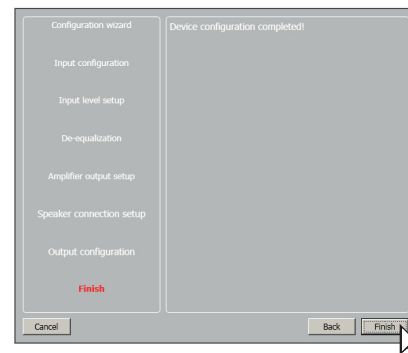 Configuration wizard
Input configuration
Input level setup
De-equalization
Amplifier output setup
Speaker connection setup
Output configuration
Finish
Device configuration completed!
Cancel
Back
Finish